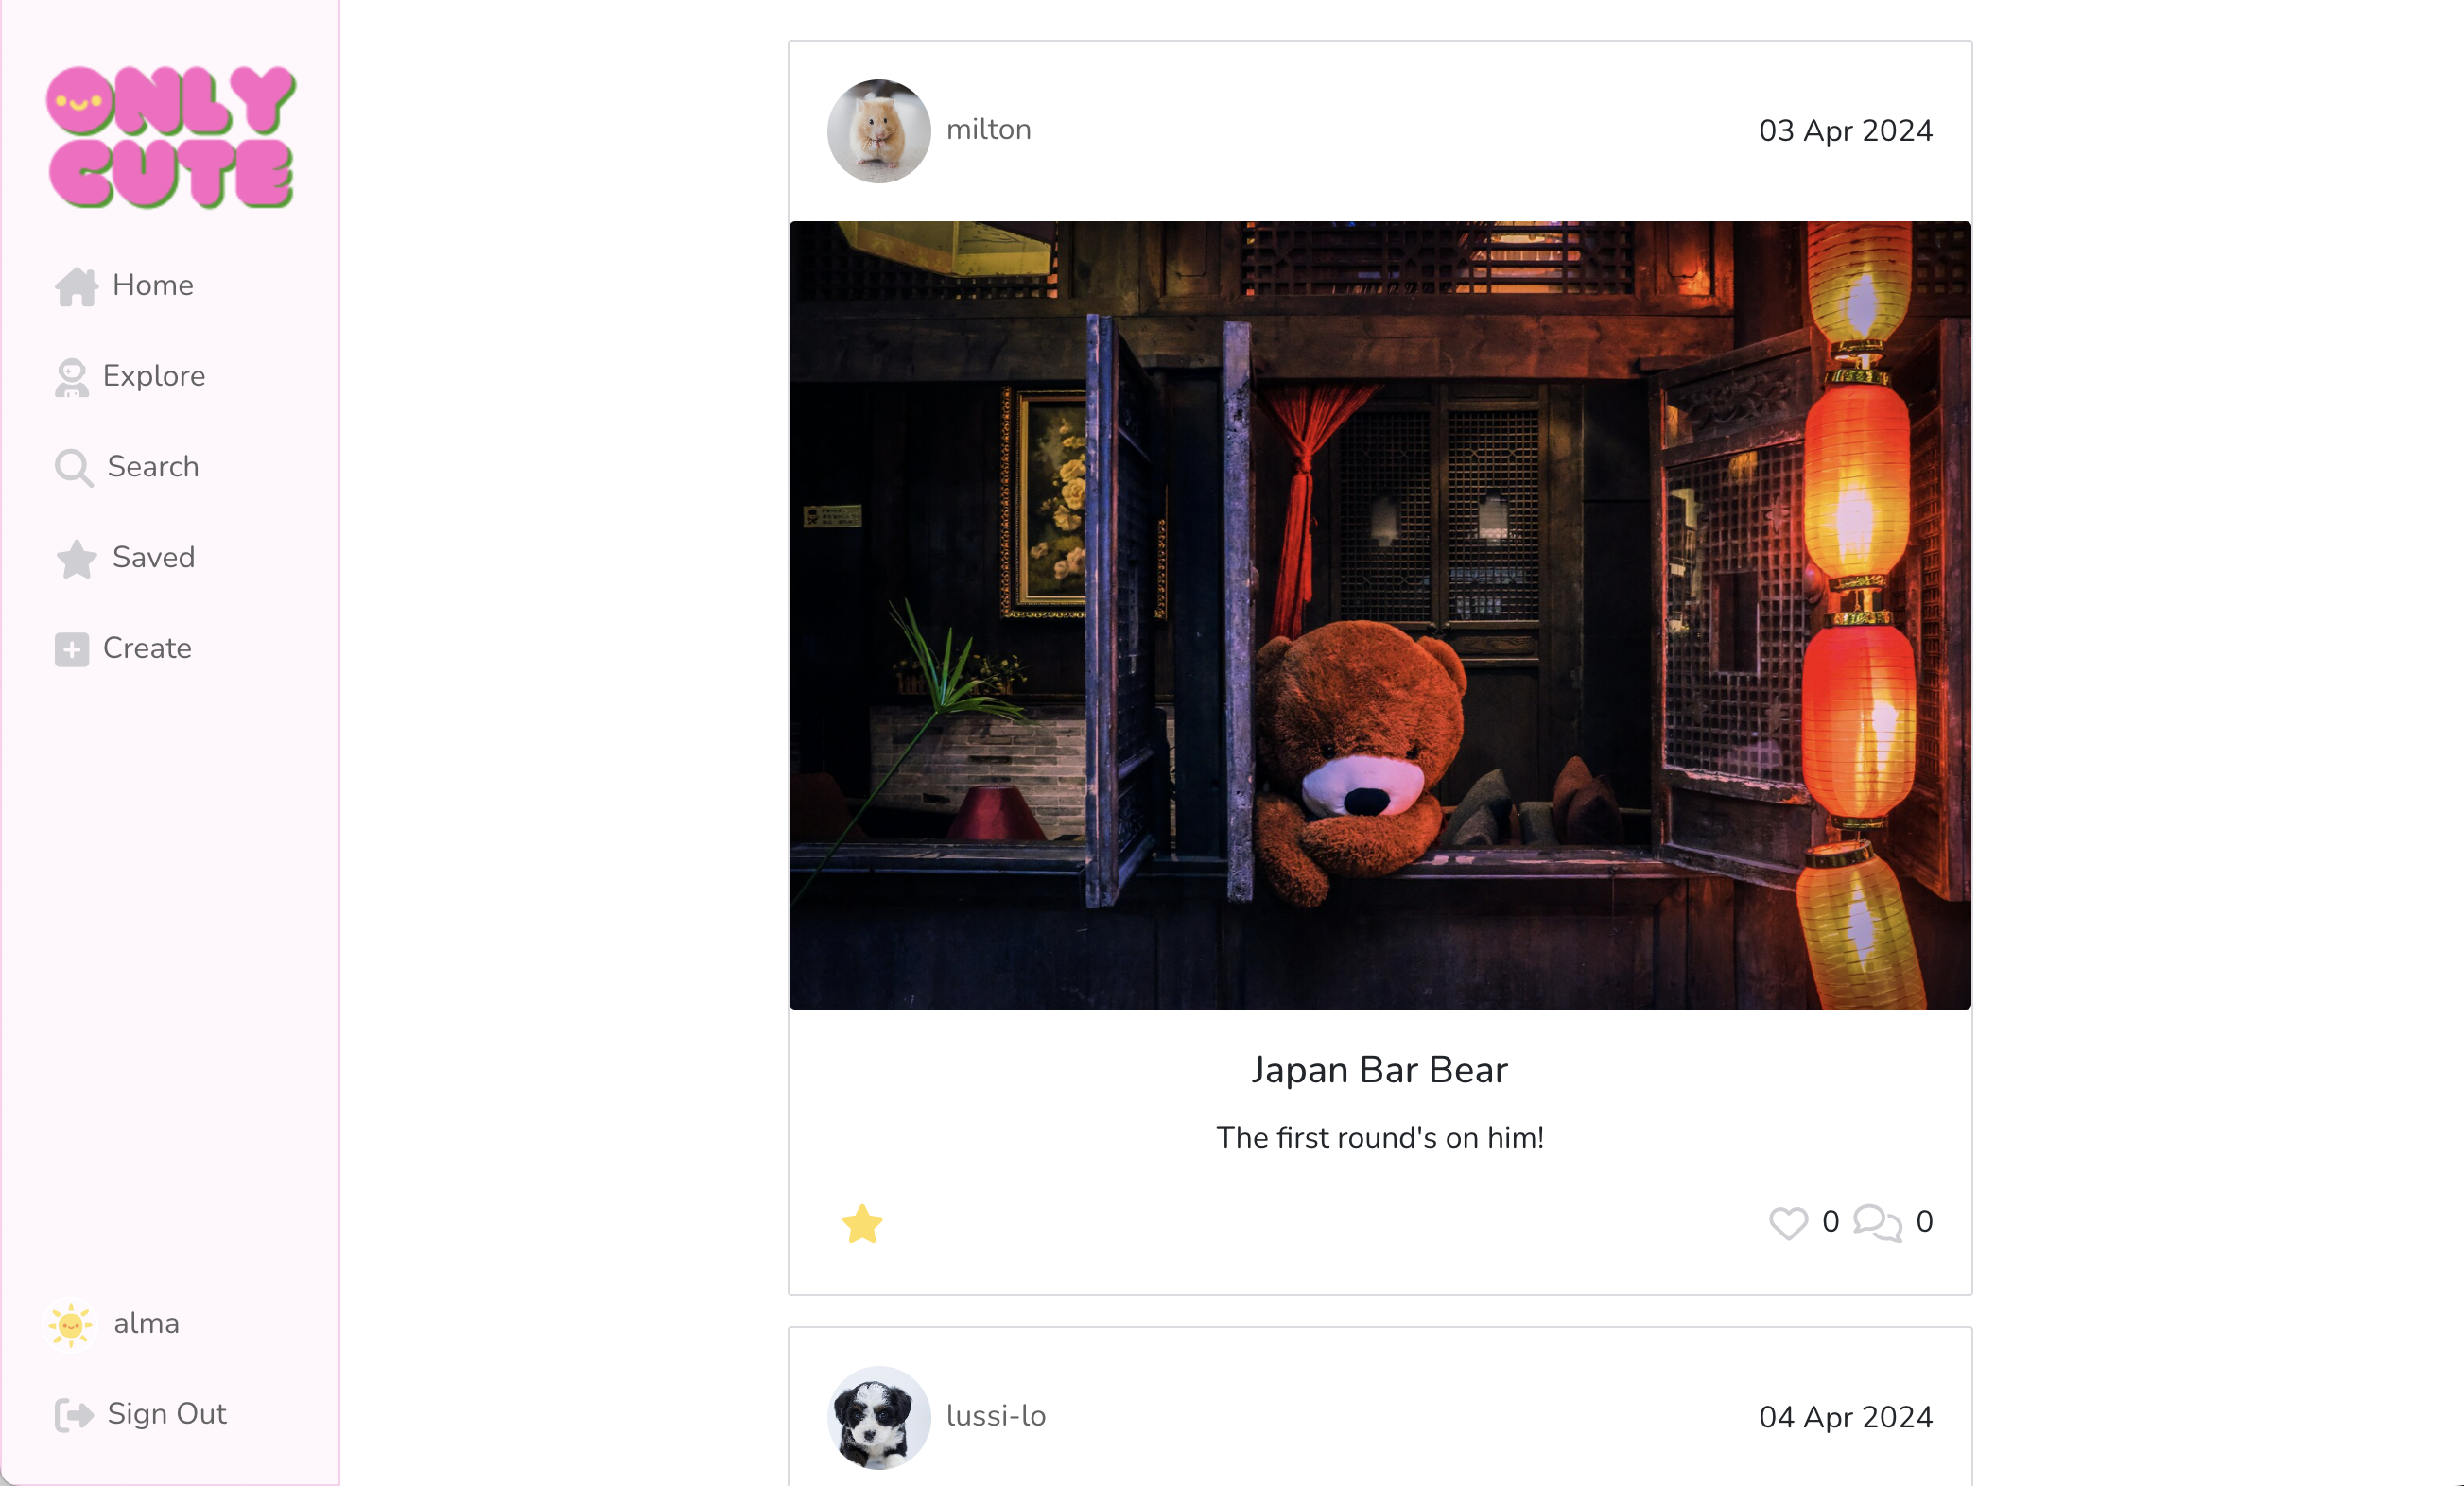 ONLY
CUTE
Home
Explore
Search
Saved
Create
alma
Sign Out
milton
03 Apr 2024
Japan Bar Bear
The first round's on him!
0
0
lussi-lo
04 Apr 2024